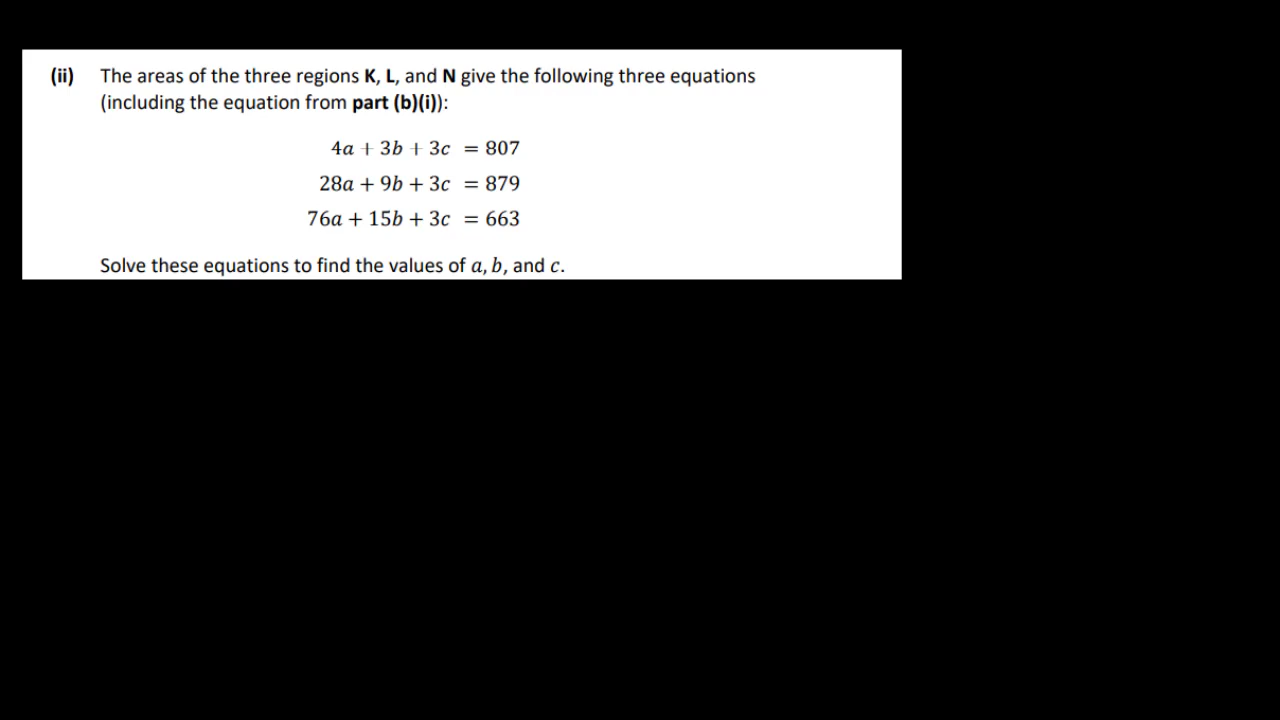 (ii) The areas of the three regions K, L, and N give the following three equations
(including the equation from part (b)(i)):
4a + 3b + 3c = 807
28a + 9b + 3c = 879
76a + 15b + 3c = 663
Solve these equations to find the values of a, b, and c.